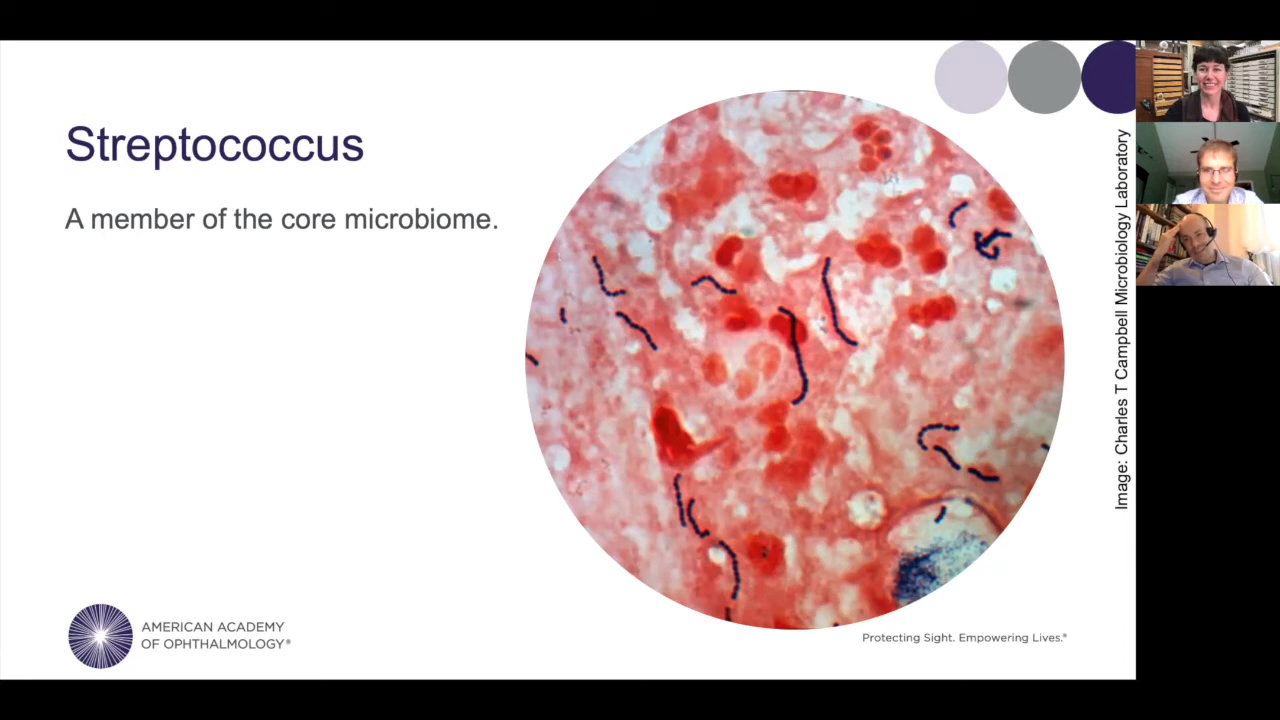 Streptococcus
A member of the core microbiome.
Image: Charles T Campbell Microbiology Laboratory
AMERICAN ACADEMY
OF OPHTHALMOLOGY®
Protecting Sight. Empowering Lives.®